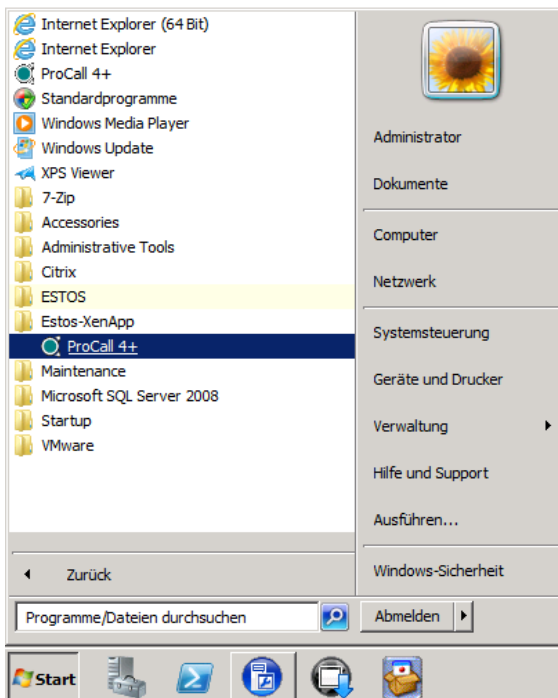 Internet Explorer (64 Bit)
Internet Explorer
ProCall 4+
Standardprogramme
Windows Media Player
Windows Update
XPS Viewer
7-Zip
Accessories
Administrative Tools
Citrix
ESTOS
Estos-XenApp
ProCall 4+
Maintenance
Microsoft SQL Server 2008
Startup
VMware
Zurück
Programme/Dateien durchsuchen
Administrator
Dokumente
Computer
Netzwerk
Systemsteuerung
Geräte und Drucker
Verwaltung
Hilfe und Support
Ausführen...
Windows-Sicherheit
Abmelden
Start